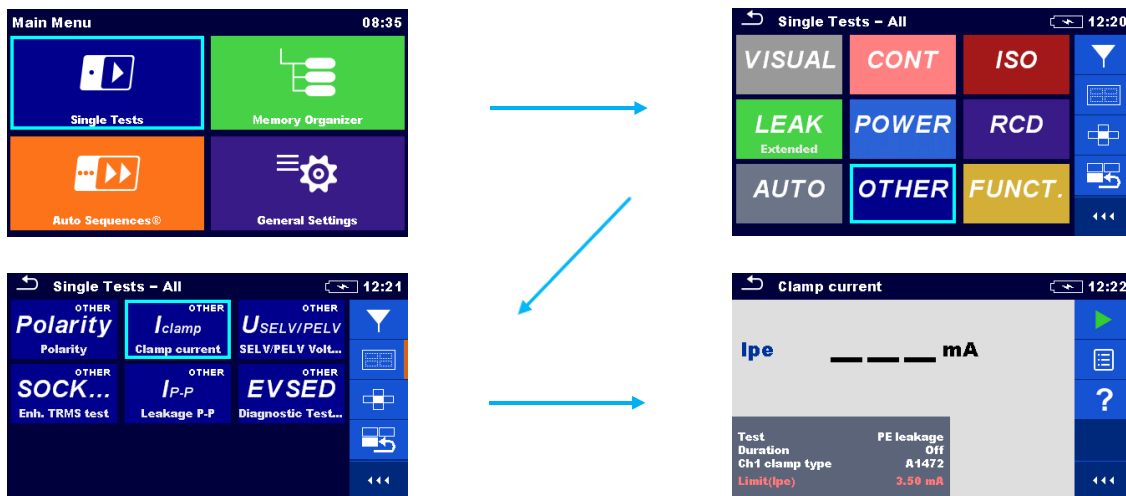 Main Menu 08:35
Single Tests
Memory Organizer
Auto Sequences®
General Settings
Single Tests – All 12:20
VISUAL CONT ISO
LEAK POWER RCD
Extended
AUTO OTHER FUNCT.
Single Tests – All 12:21
OTHER OTHER OTHER
Polarity Iclamp USELV/PELV
Polarity Clamp current SELV/PELV Volt...
OTHER OTHER OTHER
SOCK... IP-P EVSED
Enh. TRMS test Leakage P-P Diagnostic Test...
Clamp current 12:22
Ipe ___ mA
?
Test PE leakage
Duration Off
Ch1 clamp type A1472
Limit(Ipe) 3.50 mA